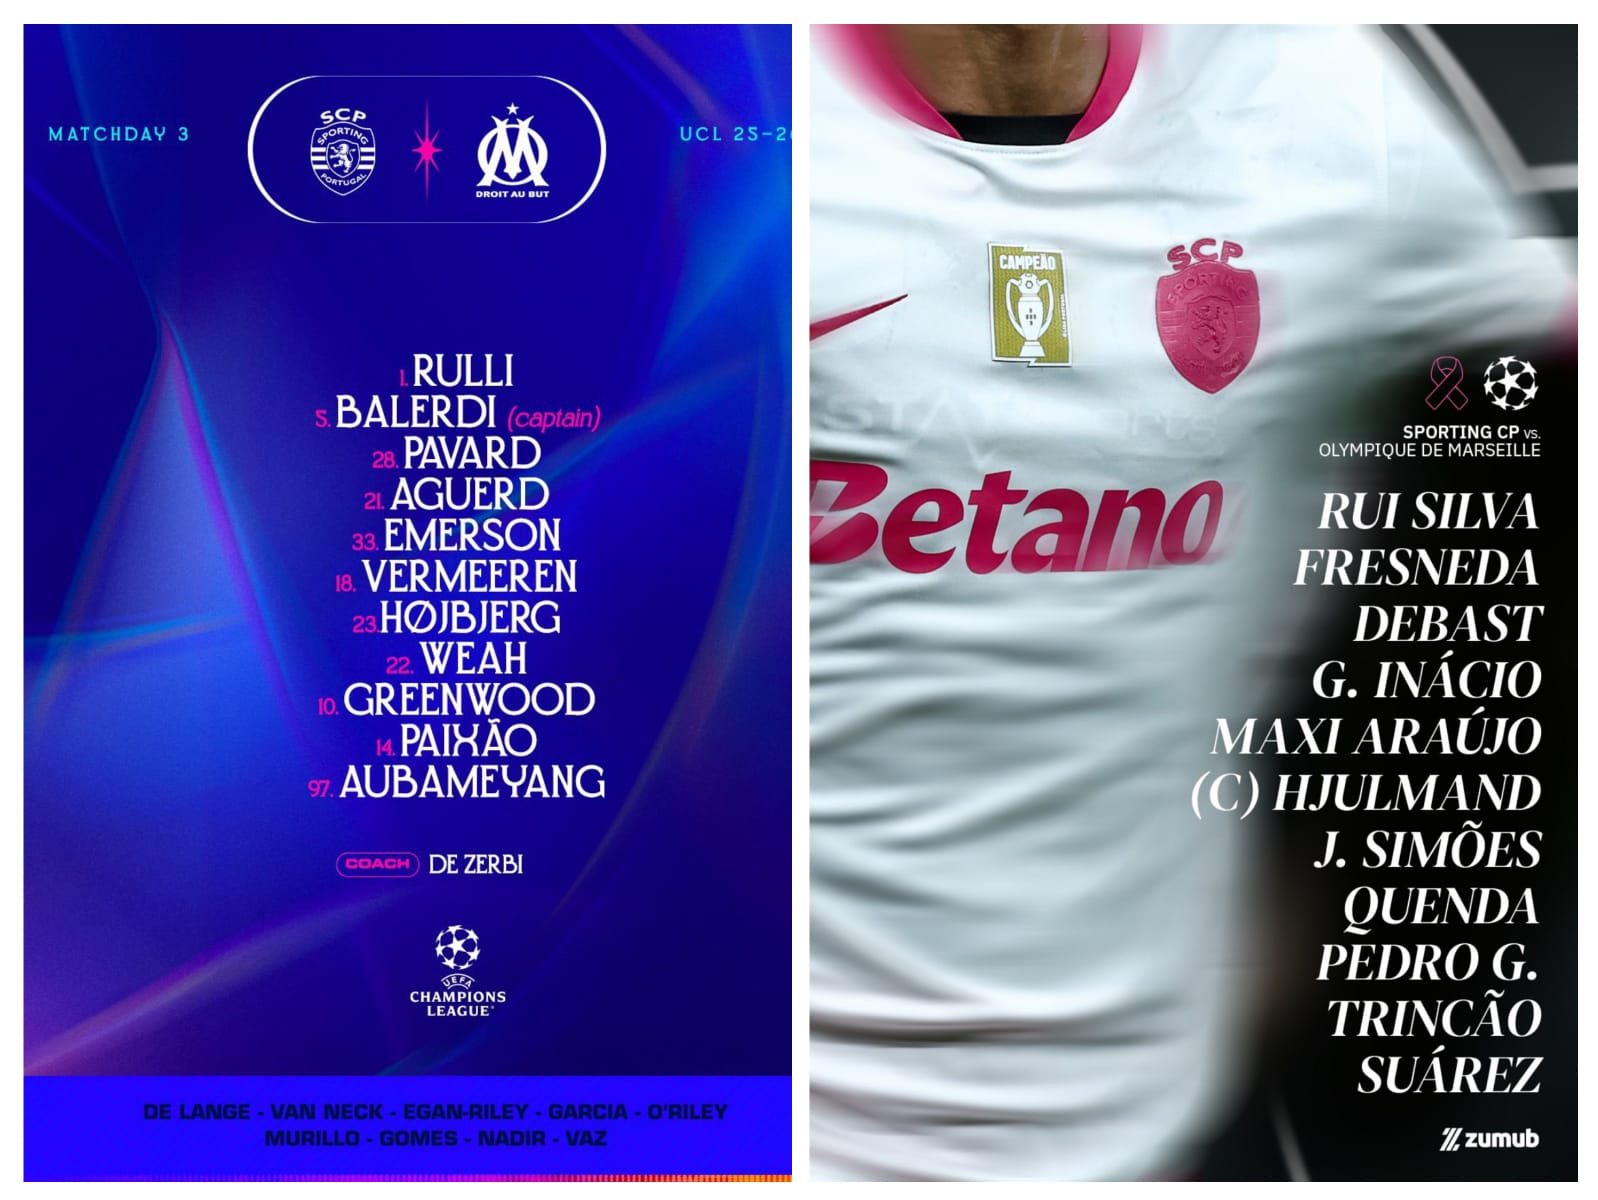 MATCHDAY 3
SCP
SPORTING
PORTUGAL
DROIT AU BUT
UCL 25-2
1. RULLI
5. BALERDI (captain)
28. PAVARD
21. AGUERD
33. EMERSON
18. VERMEEREN
23. HØJBJERG
22. WEAH
10. GREENWOOD
14. PAIXÃO
97. AUBAMEYANG
COACH DE ZERBI
UEFA
CHAMPIONS
LEAGUE
DE LANGE - VAN NECK - EGAN-RILEY - GARCIA - O'RILEY
MURILLO - GOMES - NADIR - VAZ
CAMPEÃO
SCP
SPORTING
Betano
SPORTING CP vs.
OLYMPIQUE DE MARSEILLE
RUI SILVA
FRESNEDA
DEBAST
G. INÁCIO
MAXI ARAÚJO
(C) HJULMAND
J. SIMÕES
QUENDA
PEDRO G.
TRINCÃO
SUÁREZ
zumub